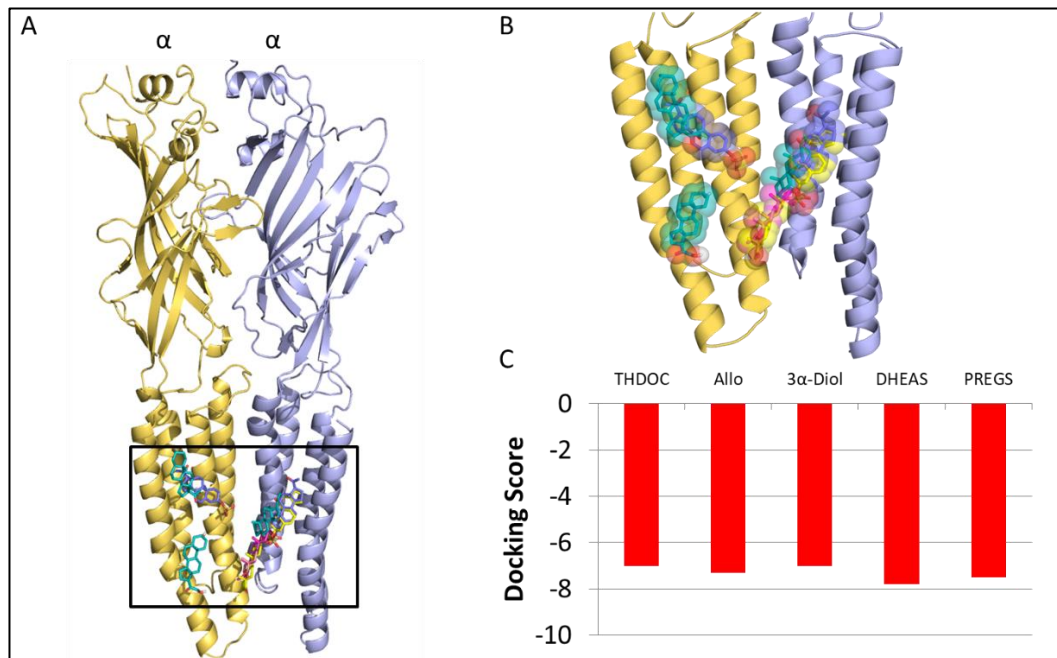 A
α α
B
C
THDOC Allo 3α-Diol DHEAS PREGS
Docking Score
0
-2
-4
-6
-8
-10